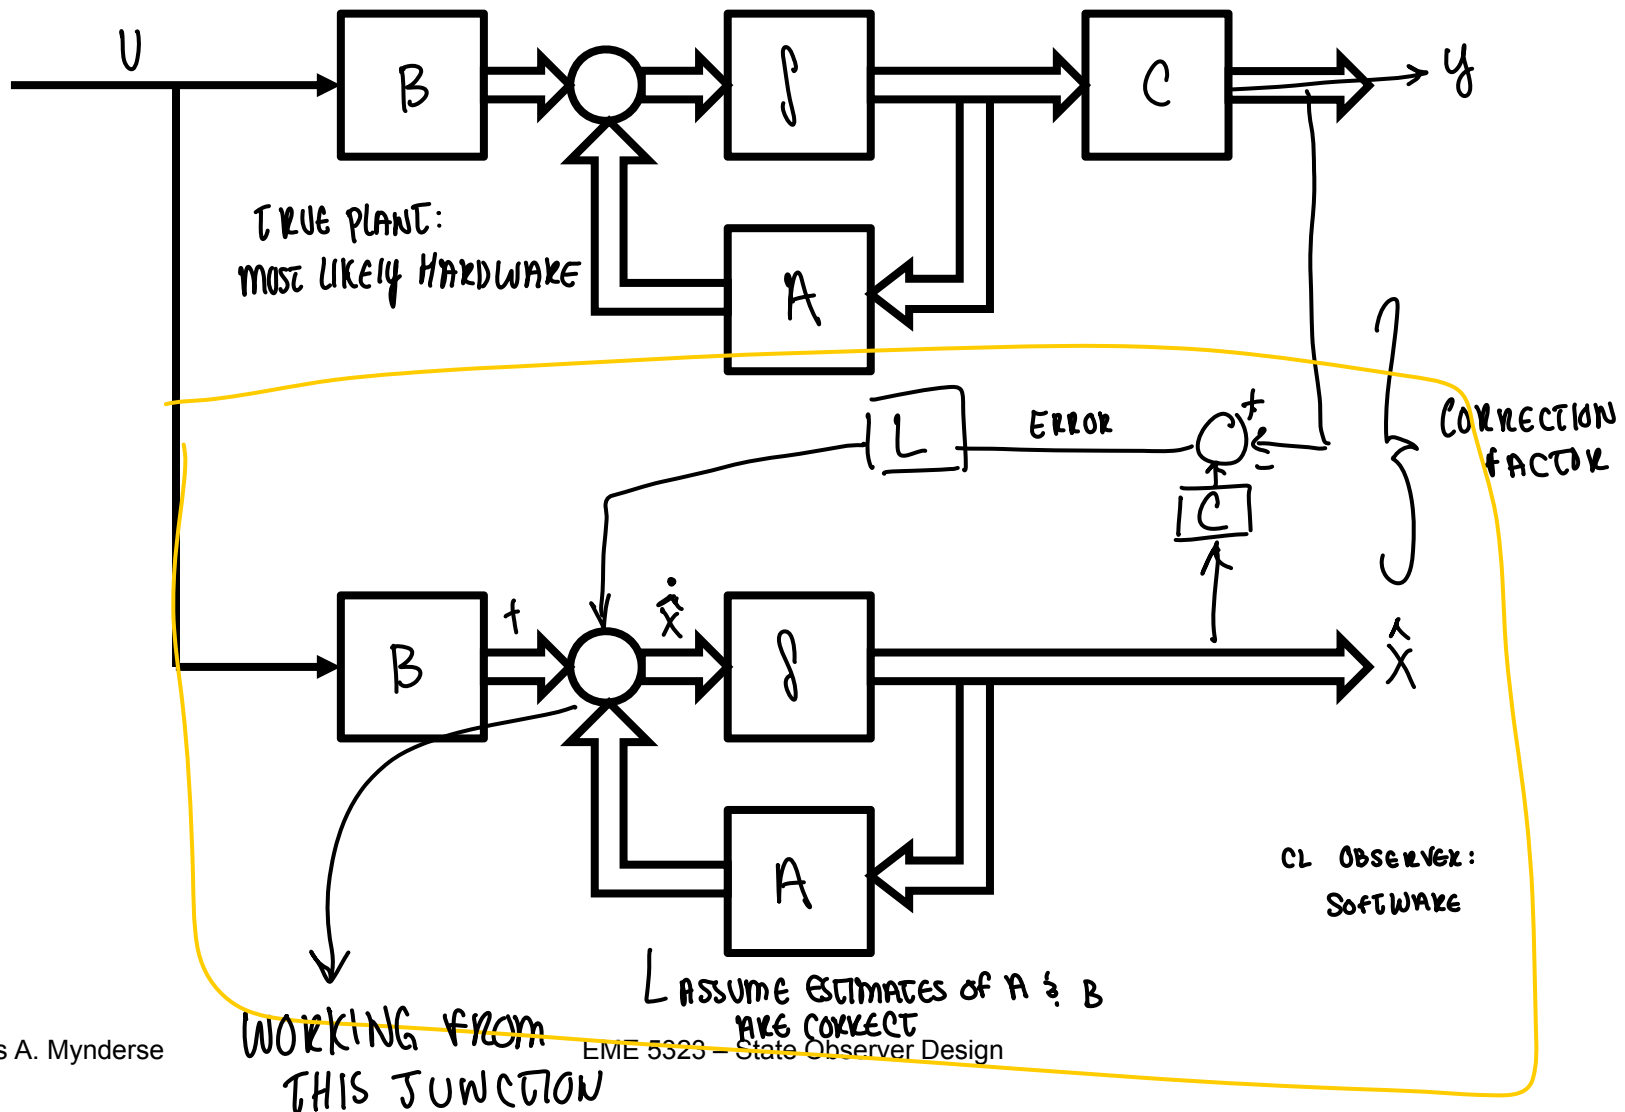 U
B
∫
C
y
TRUE PLANT:
MOST LIKELY HARDWARE
A
L
ERROR
+
-
CORRECTION
FACTOR
C
B
+
ẋ̂
∫
x̂
A
CL OBSERVER:
SOFTWARE
ASSUME ESTIMATES OF A & B
ARE CORRECT
WORKING FROM
THIS JUNCTION
s A. Mynderse
EME 5323 – State Observer Design